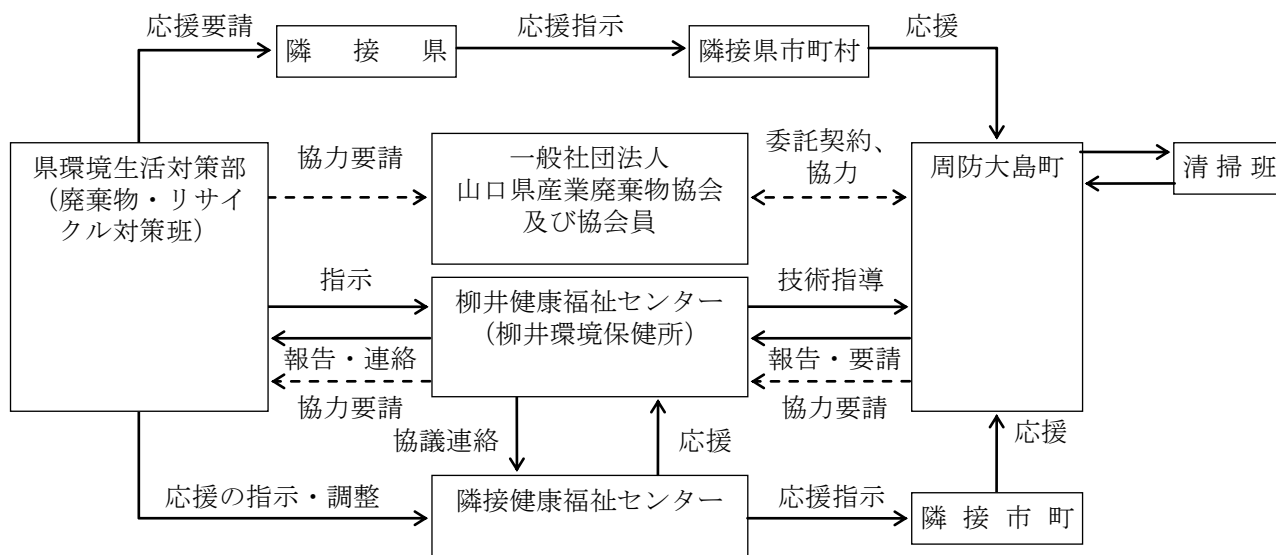 応援要請
隣接県
応援指示
隣接県市町村
応援
県環境生活対策部
（廃棄物・リサイ
クル対策班）
協力要請
一般社団法人
山口県産業廃棄物協会
及び協会員
委託契約、
協力
周防大島町
清掃班
指示
柳井健康福祉センター
（柳井環境保健所）
技術指導
報告・連絡
報告・要請
協力要請
協力要請
協議連絡
応援
応援
応援の指示・調整
隣接健康福祉センター
応援指示
隣接市町